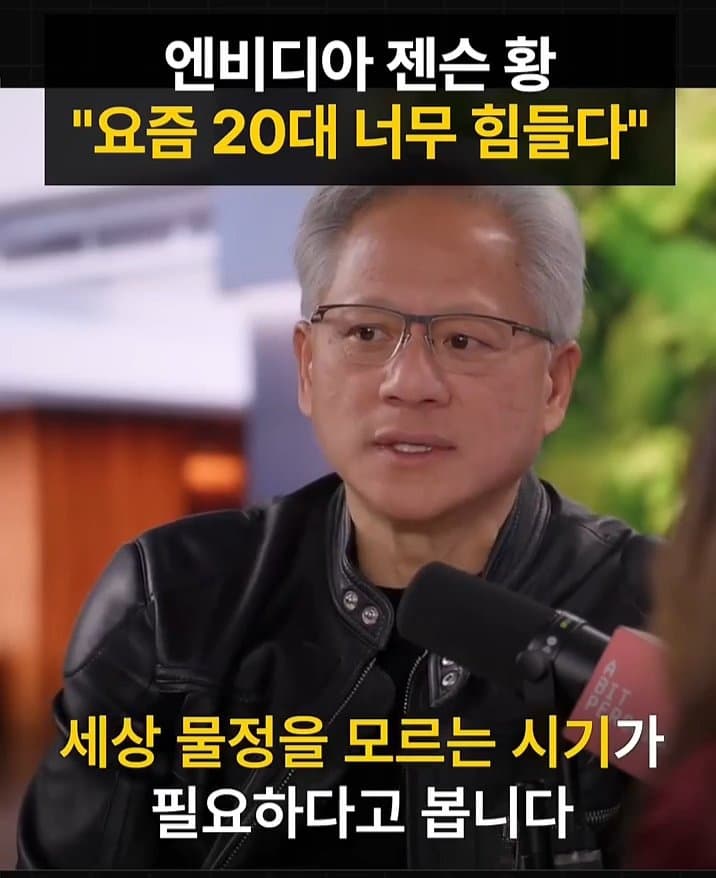 엔비디아 젠슨 황
"요즘 20대 너무 힘들다"
세상 물정을 모르는 시기가
필요하다고 봅니다